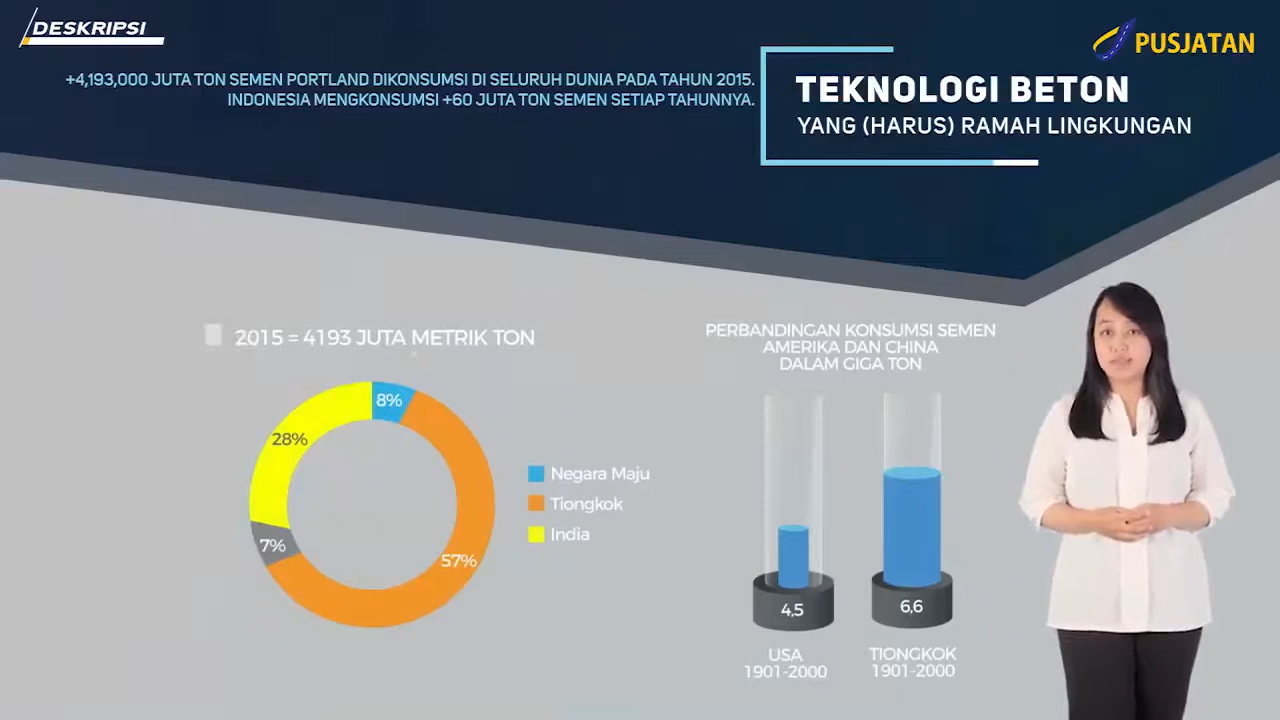 DESKRIPSI
PUSJATAN
+4,193,000 JUTA TON SEMEN PORTLAND DIKONSUMSI DI SELURUH DUNIA PADA TAHUN 2015.
INDONESIA MENGKONSUMSI +60 JUTA TON SEMEN SETIAP TAHUNNYA.
TEKNOLOGI BETON
YANG (HARUS) RAMAH LINGKUNGAN
2015 = 4193 JUTA METRIK TON
8%
28%
7%
57%
Negara Maju
Tiongkok
India
PERBANDINGAN KONSUMSI SEMEN
AMERIKA DAN CHINA
DALAM GIGA TON
4,5
6,6
USA
1901-2000
TIONGKOK
1901-2000